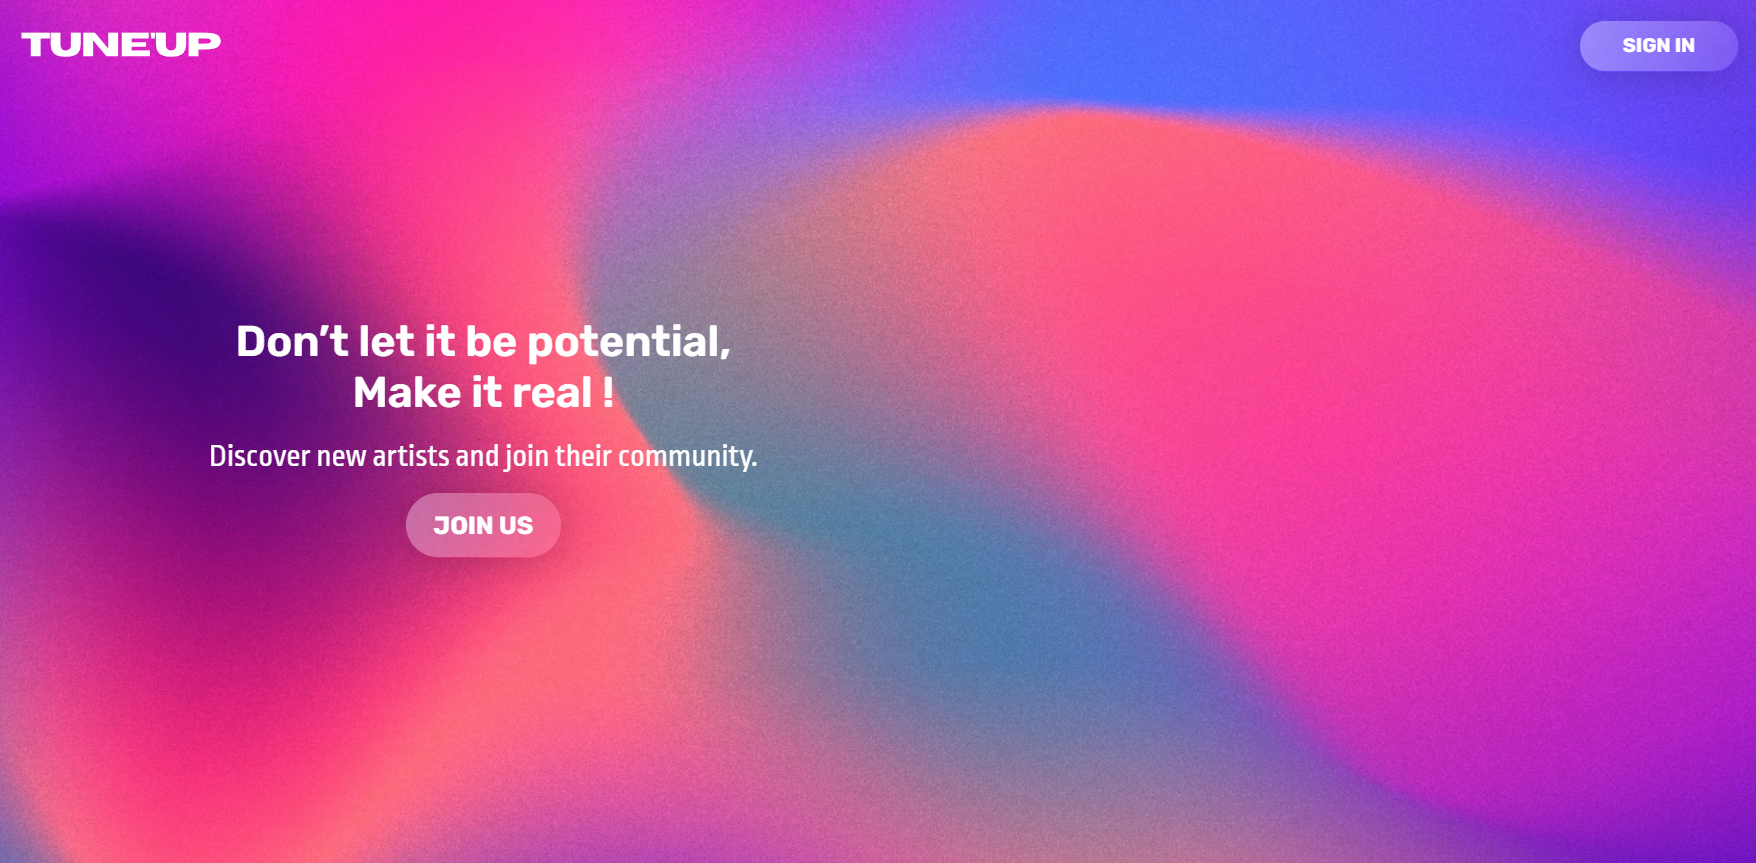 TUNE'UP
SIGN IN
Don’t let it be potential,
Make it real !
Discover new artists and join their community.
JOIN US